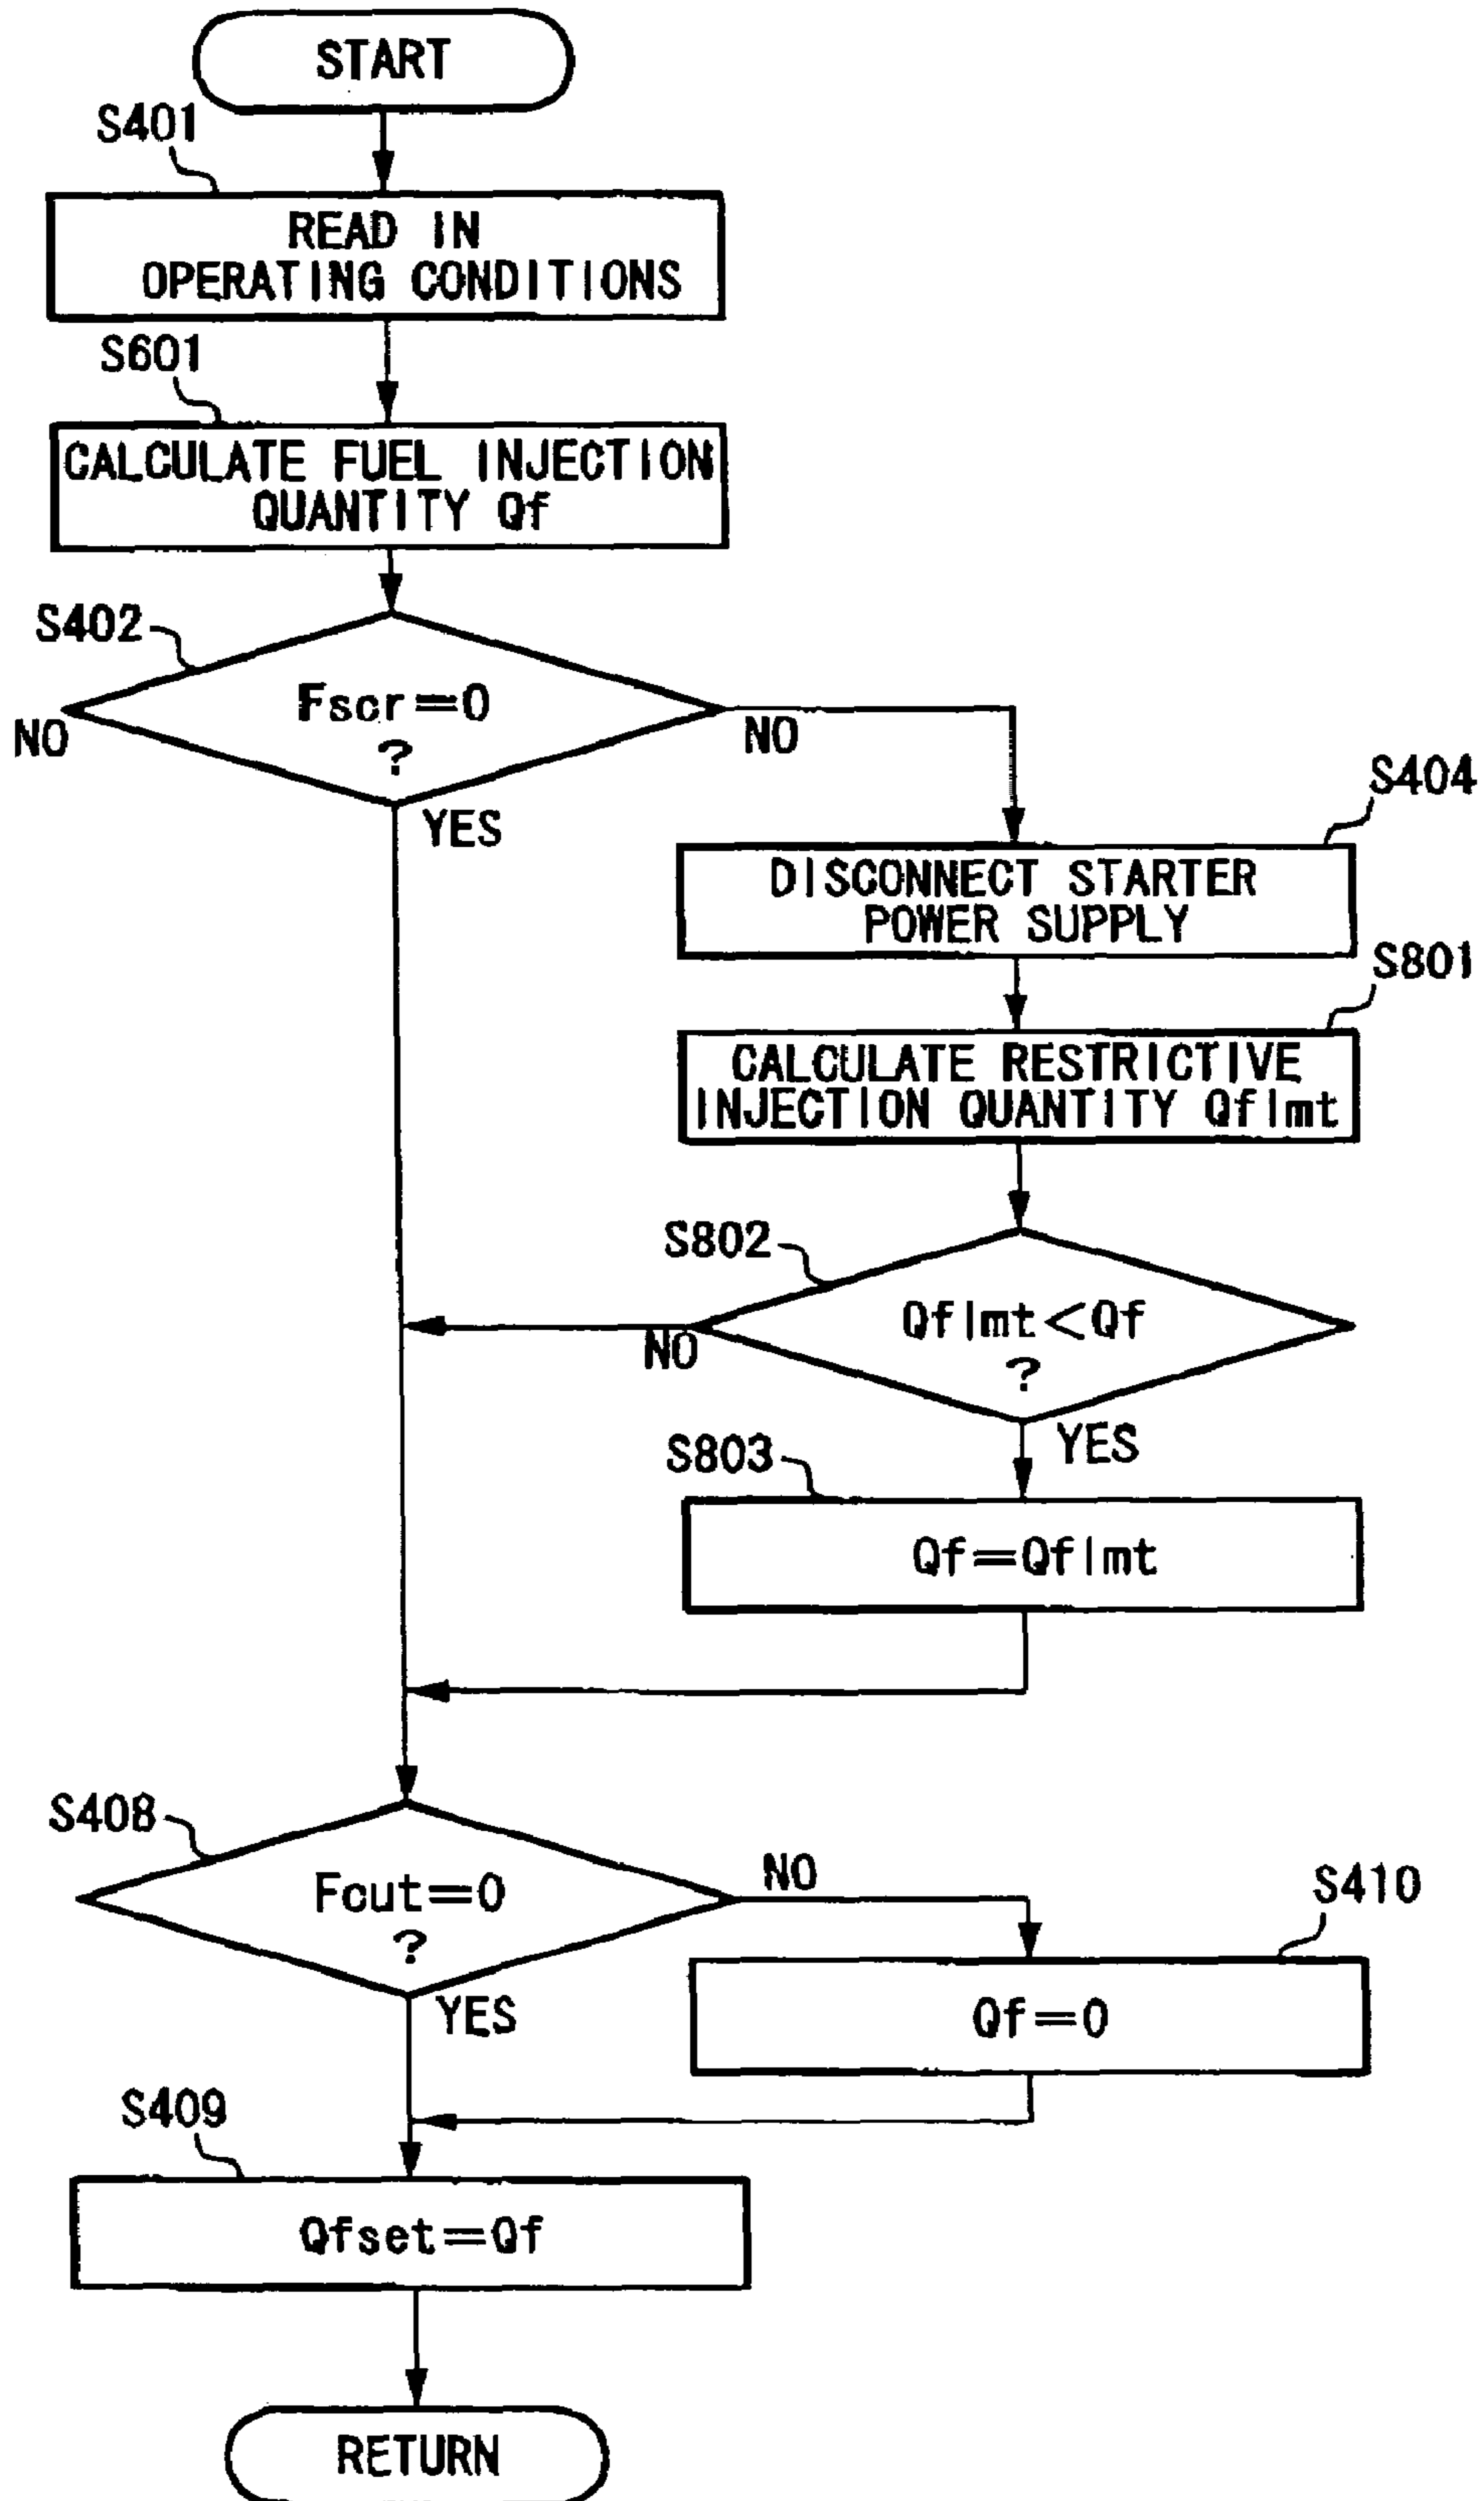 START
S401
READ IN
OPERATING CONDITIONS
S601
CALCULATE FUEL INJECTION
QUANTITY Qf
S402
Fscr=0
?
NO
NO
YES
S404
DISCONNECT STARTER
POWER SUPPLY
S801
CALCULATE RESTRICTIVE
INJECTION QUANTITY Qflmt
S802
Qflmt<Qf
?
NO
YES
S803
Qf=Qflmt
S408
Fcut=0
?
NO
YES
S410
Qf=0
S409
Qfset=Qf
RETURN